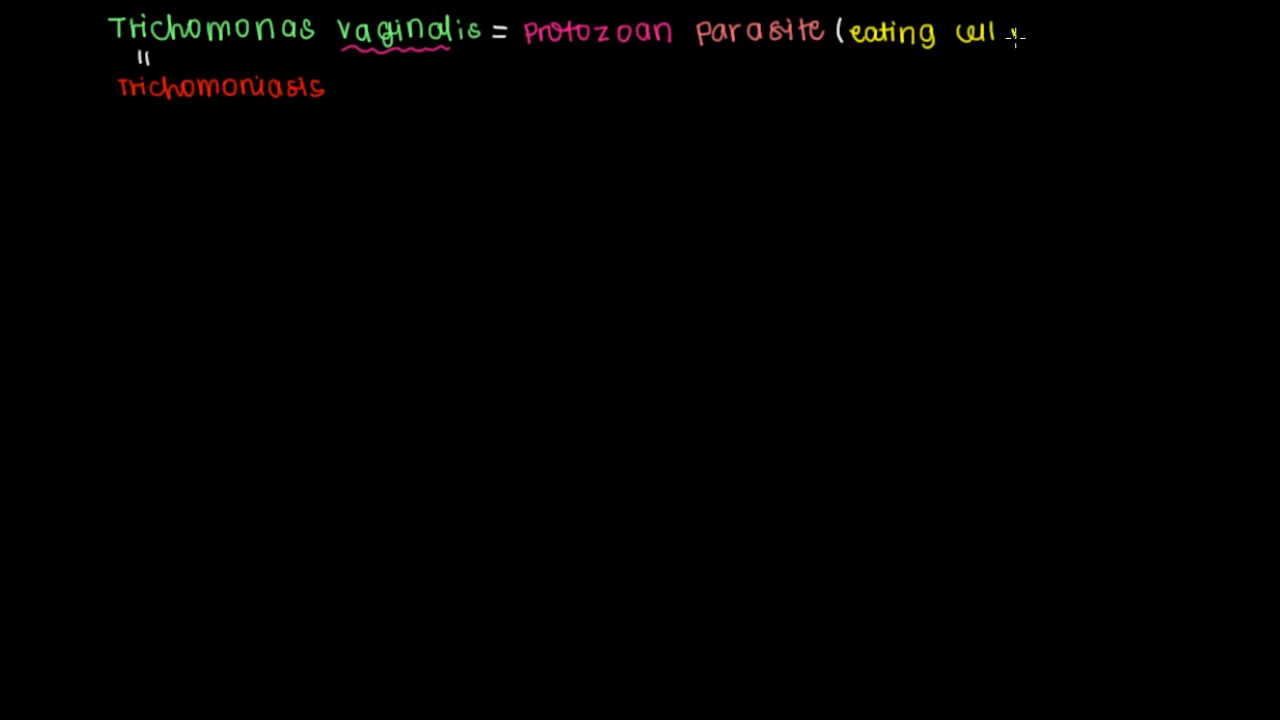 Trichomonas vaginalis = Protozoan Parasite (eating cell
"
Trichomoniasis